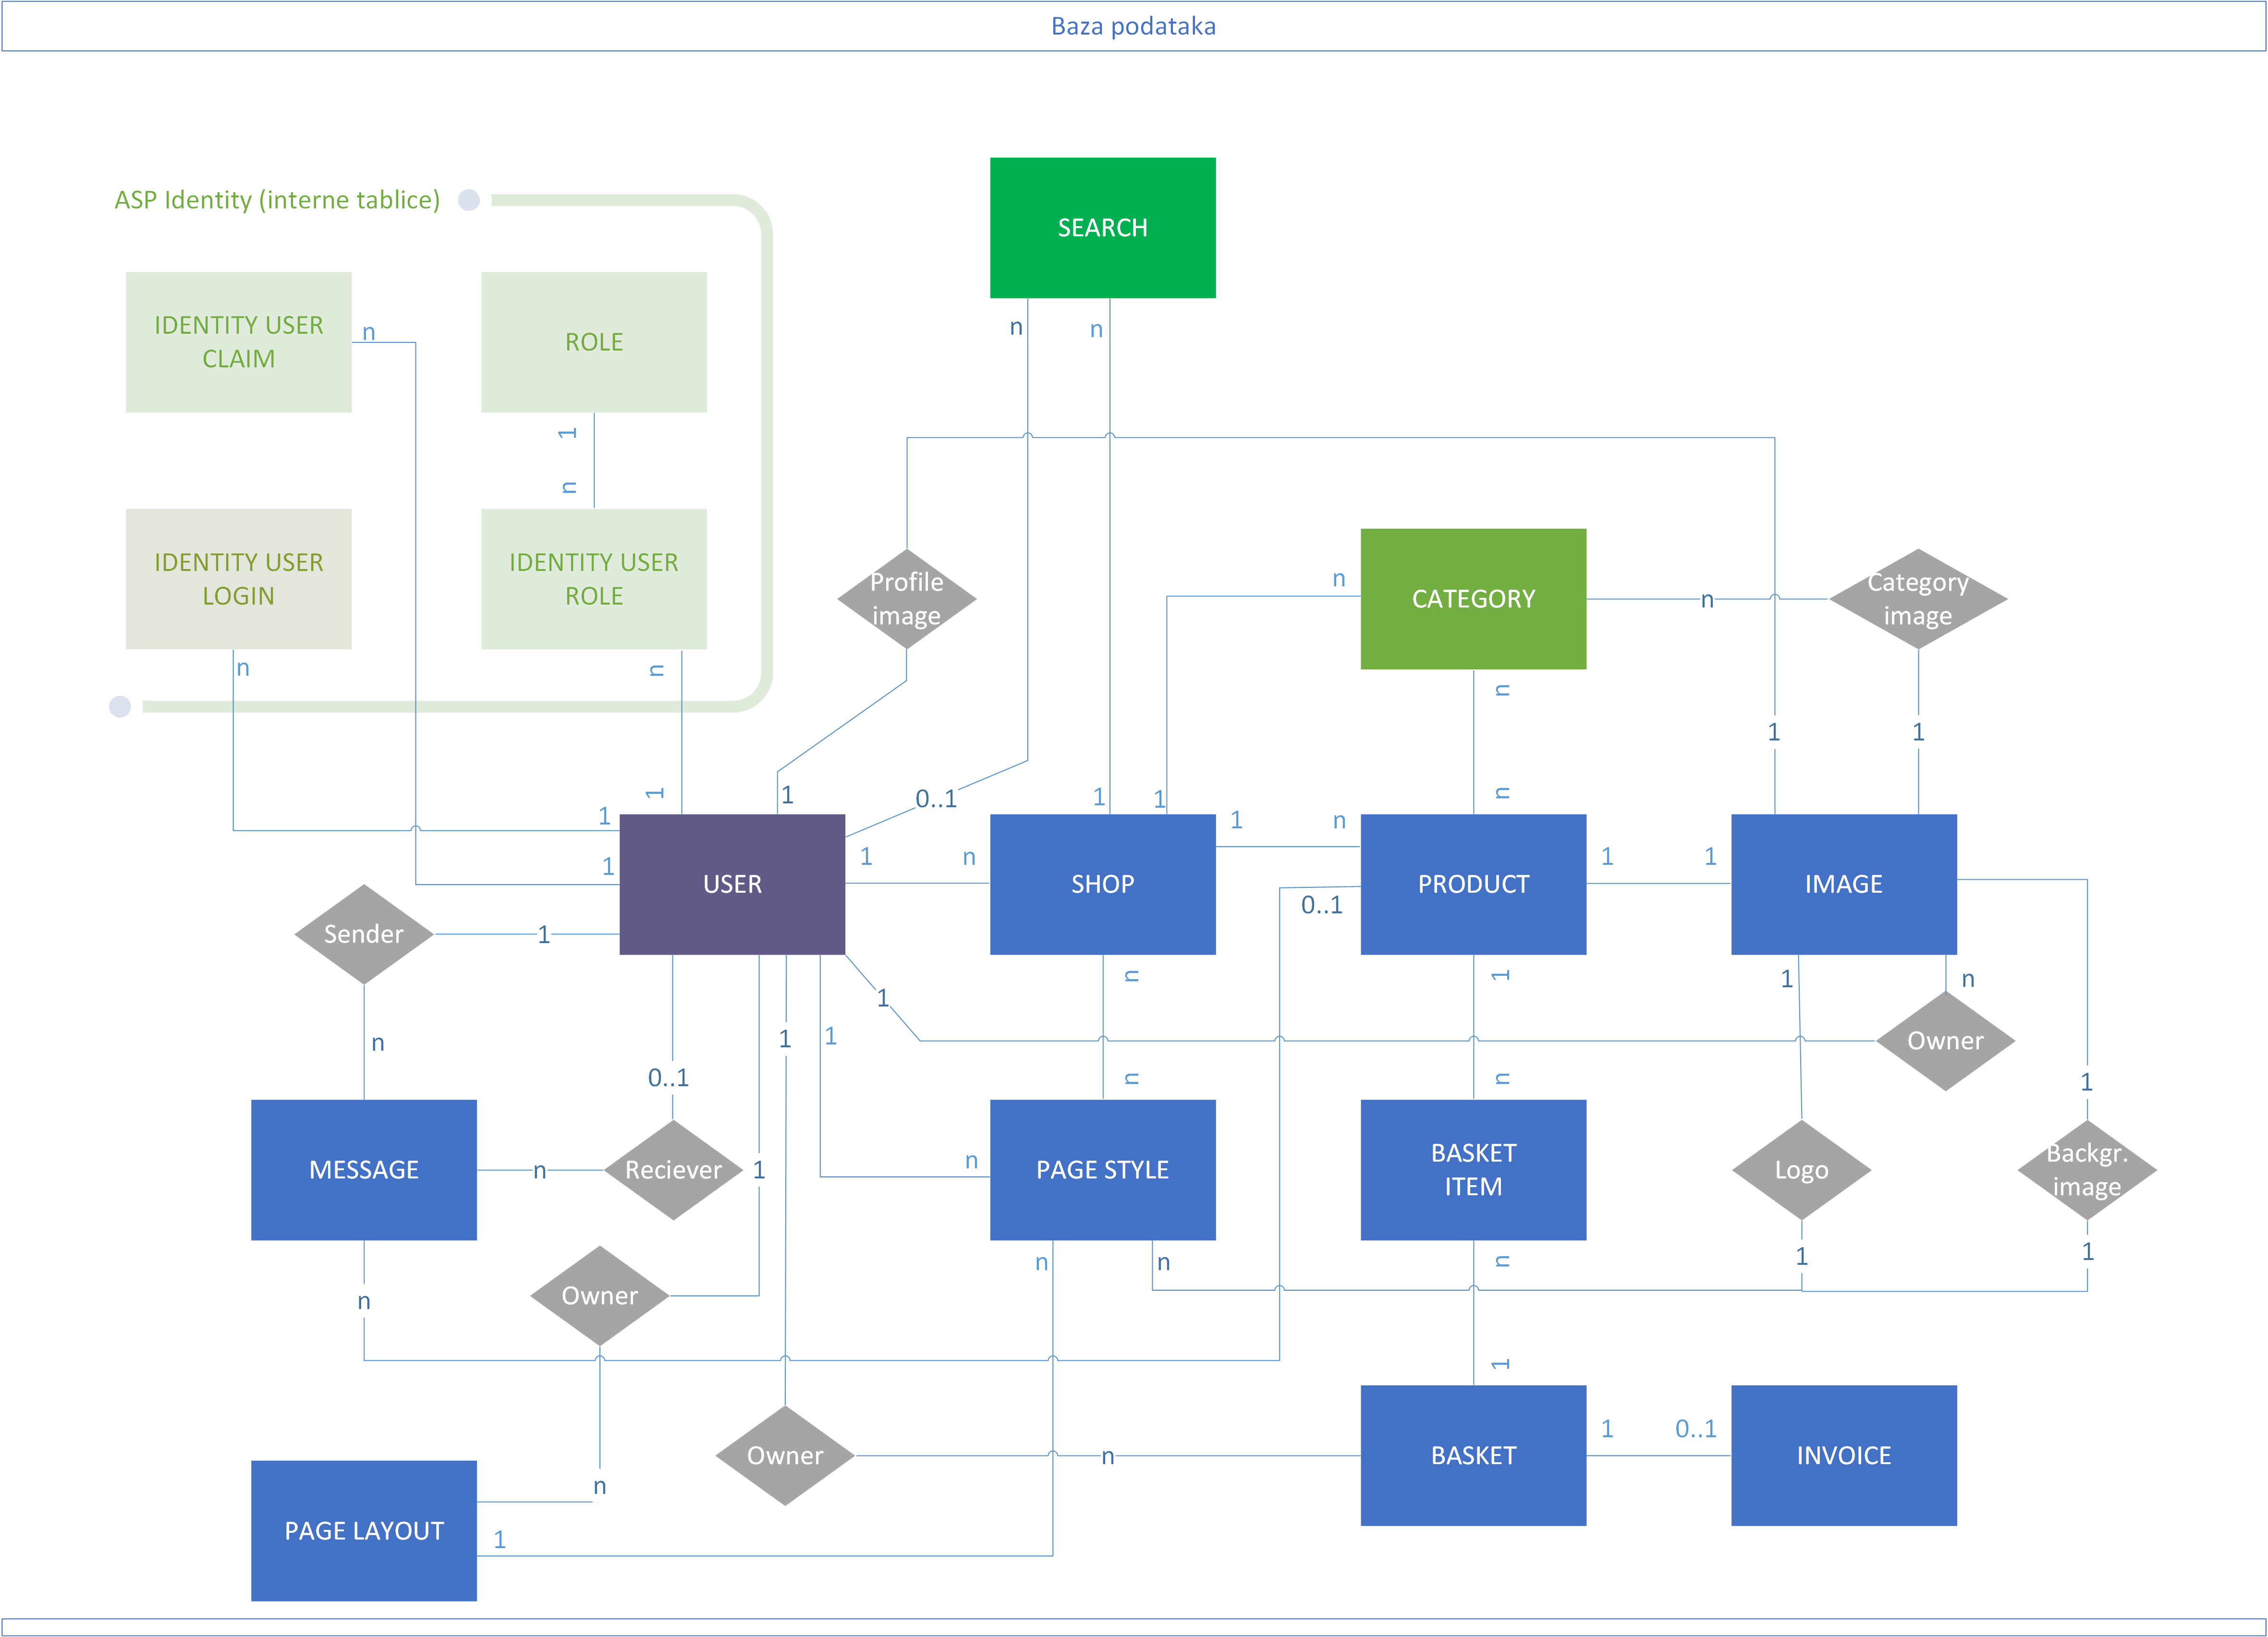 Baza podataka
ASP Identity (interne tablice)
SEARCH
IDENTITY USER
CLAIM
n
ROLE
n
n
1
n
IDENTITY USER
LOGIN
IDENTITY USER
ROLE
Profile
image
n
CATEGORY
n
Category
image
n
n
n
1
1
1
1
0..1
1
1
n
1
1
n
1
USER
1
n
SHOP
PRODUCT
1
1
IMAGE
0..1
Sender
1
n
1
1
n
1
n
1
1
Owner
0..1
n
n
1
MESSAGE
n
Reciever
1
n
PAGE STYLE
BASKET
ITEM
Logo
Backgr.
image
n
n
n
1
1
n
Owner
1
n
Owner
n
BASKET
1
0..1
INVOICE
PAGE LAYOUT
1